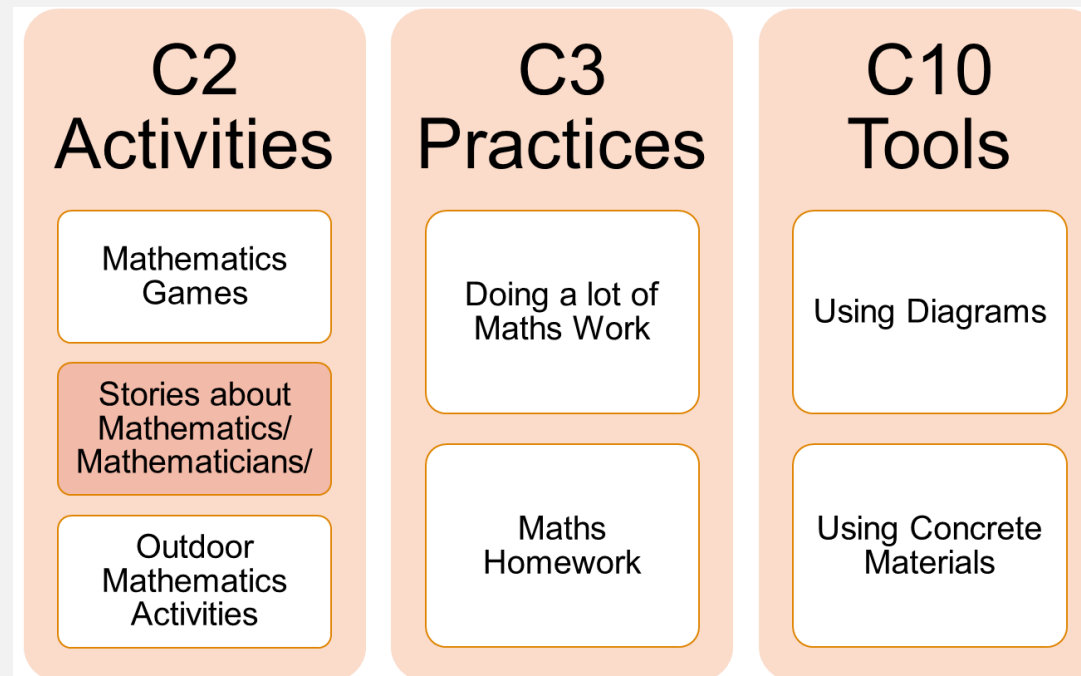 C2
Activities
Mathematics
Games
Stories about
Mathematics/
Mathematicians/
Outdoor
Mathematics
Activities
C3
Practices
Doing a lot of
Maths Work
Maths
Homework
C10
Tools
Using Diagrams
Using Concrete
Materials